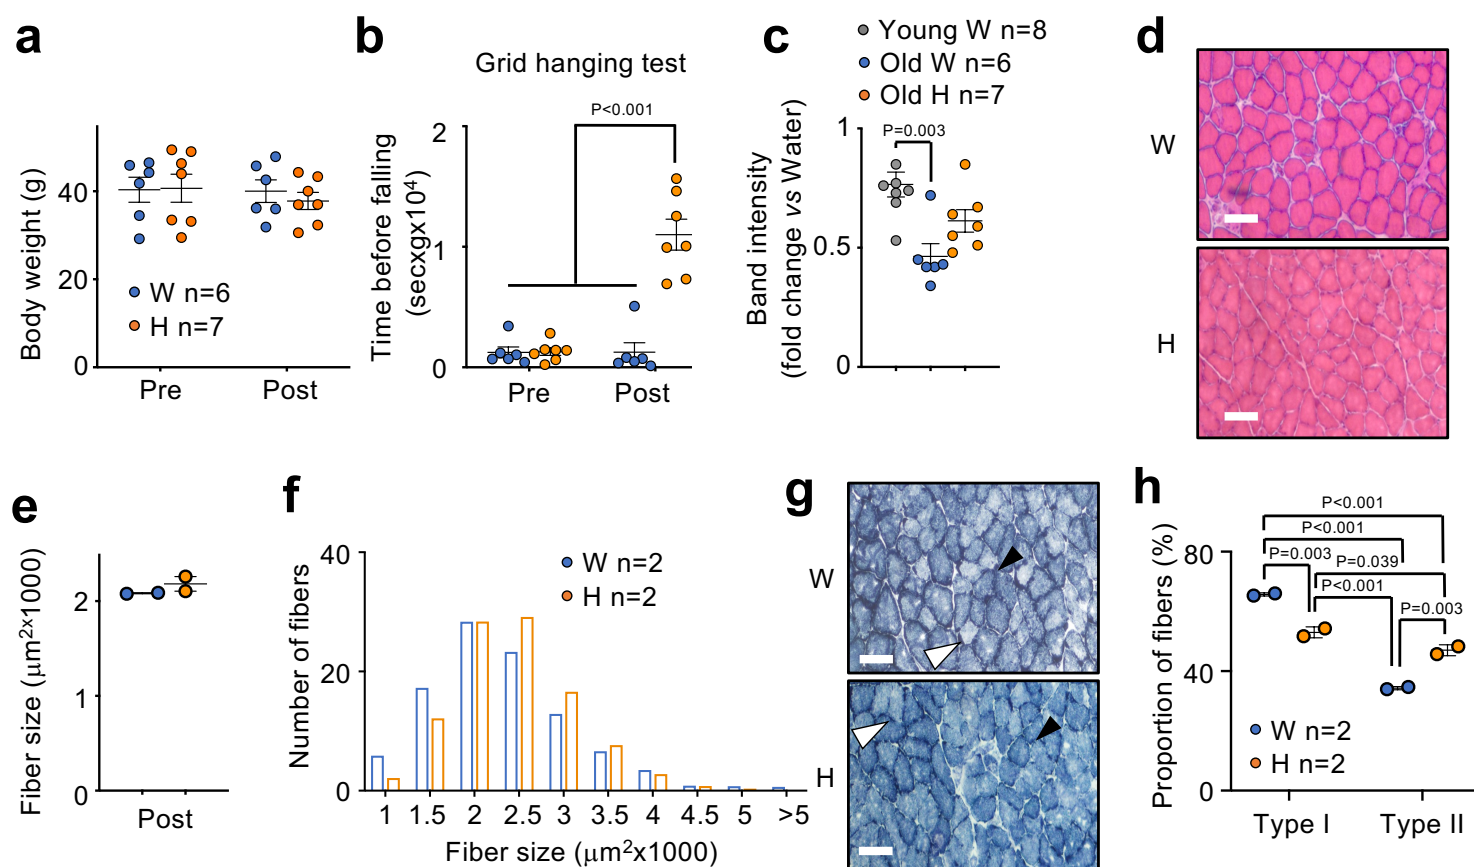 a
Body weight (g)
40
20
0
W n=6
H n=7
Pre
Post
b
Grid hanging test
P<0.001
Time before falling
(secxgx10⁴)
2
1
0
Pre
Post
c
Young W n=8
Old W n=6
Old H n=7
P=0.003
Band intensity
(fold change vs Water)
1
0.5
0
d
W
H
e
Fiber size (μm²ˣ1000)
2
1
0
Post
f
W n=2
H n=2
Number of fibers
40
20
0
1 1.5 2 2.5 3 3.5 4 4.5 5 >5
Fiber size (μm²x1000)
g
W
H
h
P<0.001
P<0.001
P=0.003
P=0.039
P<0.001
P=0.003
Proportion of fibers (%)
80
40
0
W n=2
H n=2
Type I
Type II